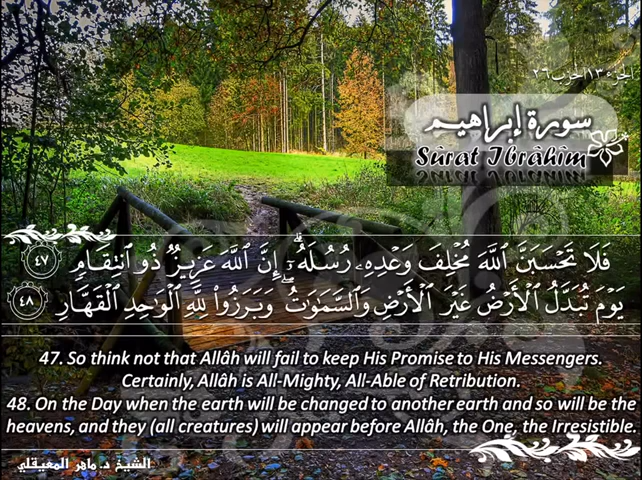 الجزء ١٣ الحزب ٢٦
سورة إبراهيم
Sûrat Ibrâhîm
فَلَا تَحْسَبَنَّ ٱللَّهَ مُخْلِفَ وَعْدِهِۦ رُسُلَهُۥٓ ۗ إِنَّ ٱللَّهَ عَزِيزٌ ذُو ٱنتِقَامٍ ٤٧
يَوْمَ تُبَدَّلُ ٱلْأَرْضُ غَيْرَ ٱلْأَرْضِ وَٱلسَّمَٰوَٰتُ ۖ وَبَرَزُوا۟ لِلَّهِ ٱلْوَٰحِدِ ٱلْقَهَّارِ ٤٨
47. So think not that Allâh will fail to keep His Promise to His Messengers.
Certainly, Allâh is All-Mighty, All-Able of Retribution.
48. On the Day when the earth will be changed to another earth and so will be the
heavens, and they (all creatures) will appear before Allâh, the One, the Irresistible.
الشيخ د. ماهر المعيقلي